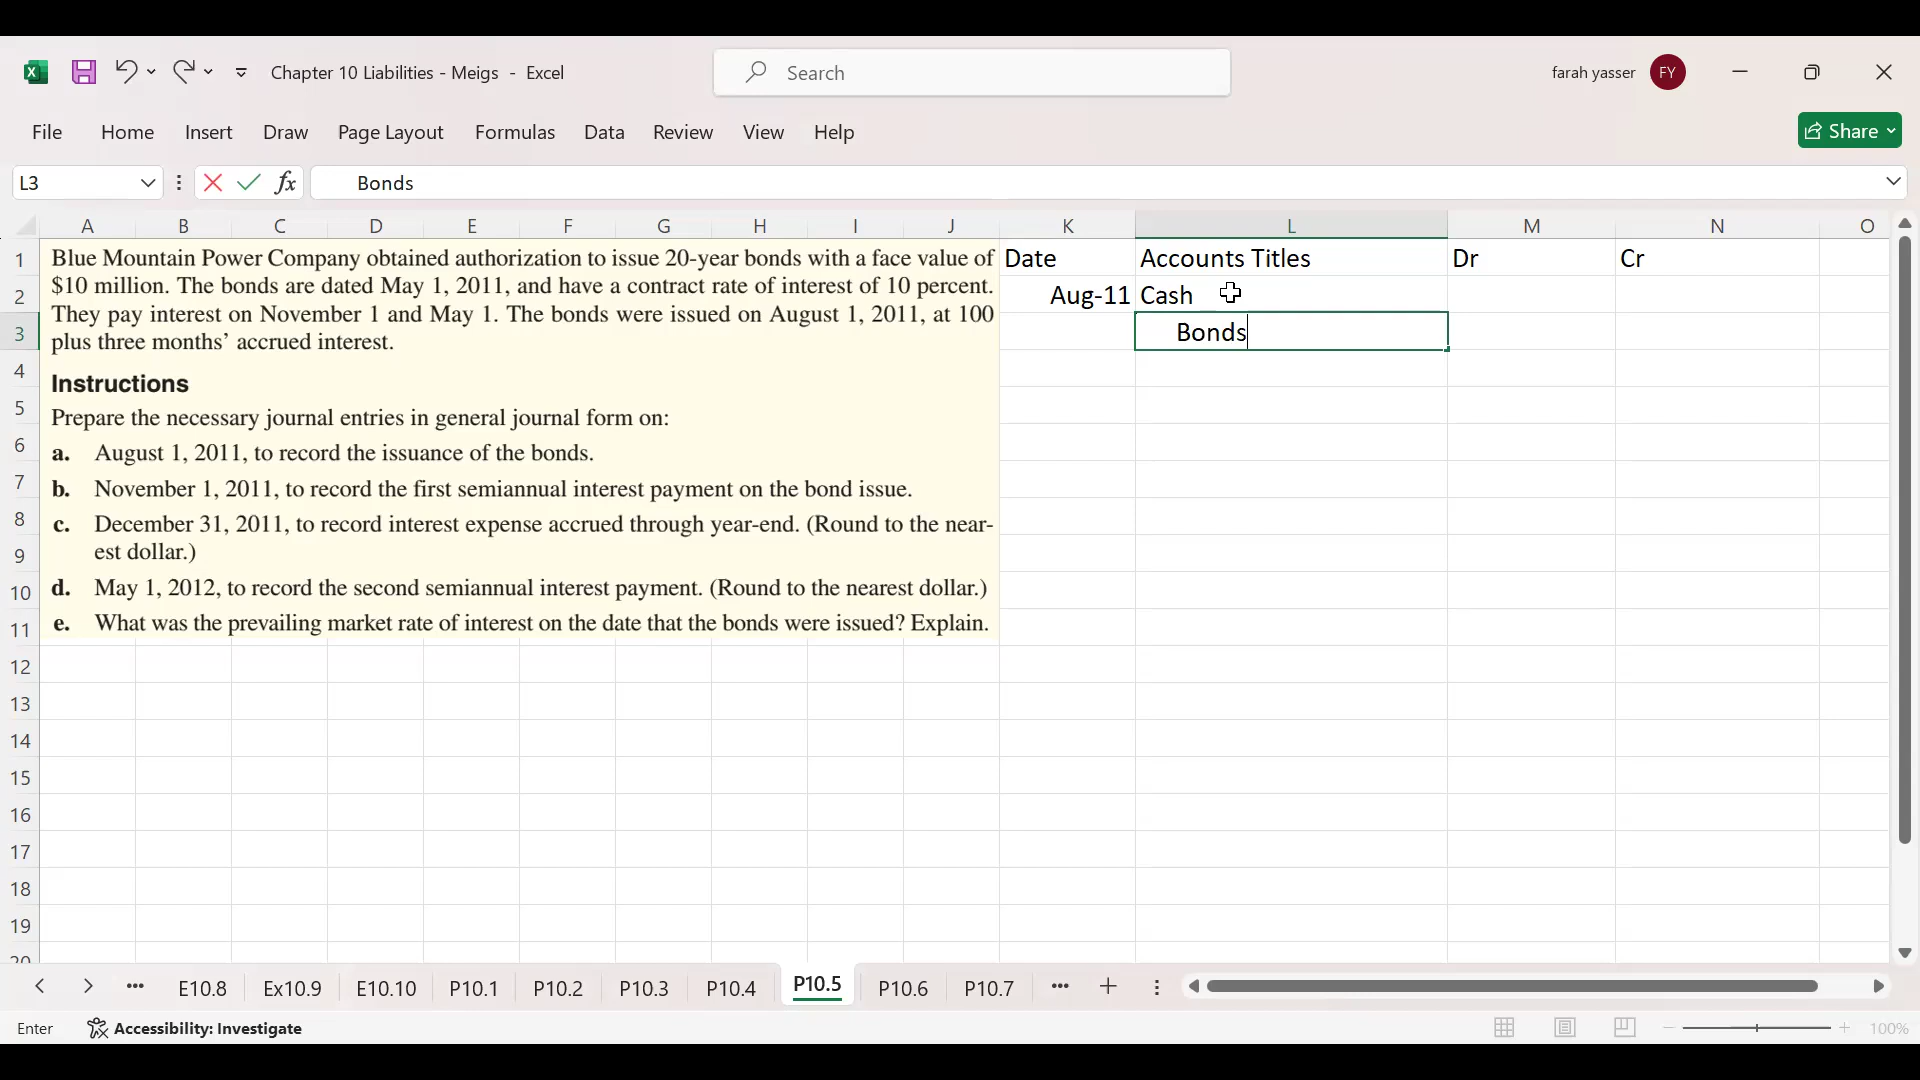 Chapter 10 Liabilities - Meigs - Excel
Search
farah yasser
FY
File Home Insert Draw Page Layout Formulas Data Review View Help
Share
L3
fx
Bonds
A B C D E F G H I J K L M N O
1
2
3
4
5
6
7
8
9
10
11
12
13
14
15
16
17
18
19
20
Blue Mountain Power Company obtained authorization to issue 20-year bonds with a face value of
$10 million. The bonds are dated May 1, 2011, and have a contract rate of interest of 10 percent.
They pay interest on November 1 and May 1. The bonds were issued on August 1, 2011, at 100
plus three months’ accrued interest.
Instructions
Prepare the necessary journal entries in general journal form on:
a. August 1, 2011, to record the issuance of the bonds.
b. November 1, 2011, to record the first semiannual interest payment on the bond issue.
c. December 31, 2011, to record interest expense accrued through year-end. (Round to the near-
est dollar.)
d. May 1, 2012, to record the second semiannual interest payment. (Round to the nearest dollar.)
e. What was the prevailing market rate of interest on the date that the bonds were issued? Explain.
Date Accounts Titles Dr Cr
Aug-11 Cash
Bonds
E10.8 Ex10.9 E10.10 P10.1 P10.2 P10.3 P10.4 P10.5 P10.6 P10.7
Enter
Accessibility: Investigate
100%